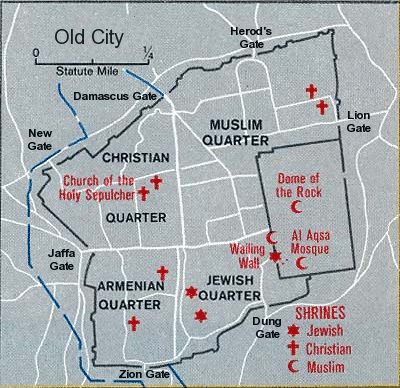 Old City
0 1/4
Statute Mile
Herod's
Gate
Damascus Gate
New
Gate
Lion
Gate
MUSLIM
QUARTER
CHRISTIAN
Church of the
Holy Sepulcher
QUARTER
Dome of
the Rock
Jaffa
Gate
Wailing
Wall
Al Aqsa
Mosque
ARMENIAN
QUARTER
JEWISH
QUARTER
Dung
Gate
Zion Gate
SHRINES
Jewish
Christian
Muslim